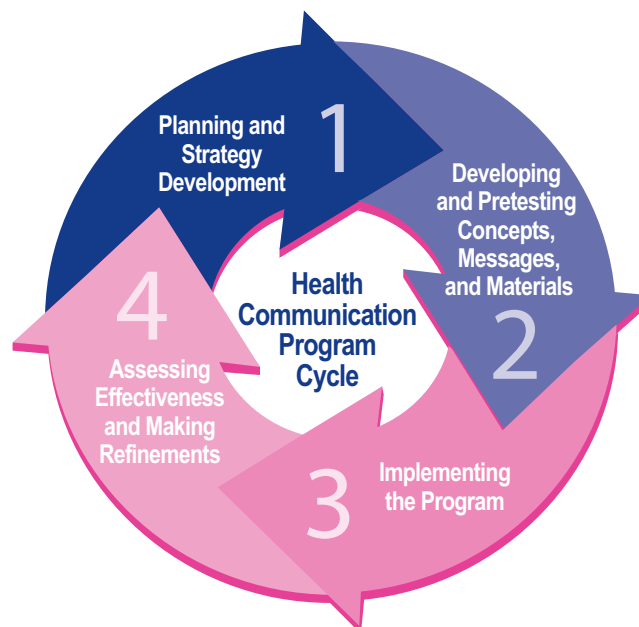 Health
Communication
Program
Cycle
1
Planning and
Strategy
Development
Developing
and Pretesting
Concepts,
Messages,
and Materials
2
3
Implementing
the Program
4
Assessing
Effectiveness
and Making
Refinements